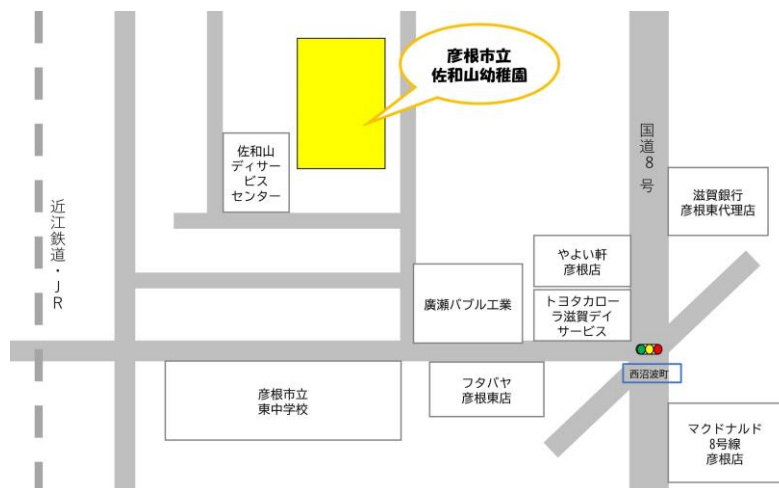 彦根市立
佐和山幼稚園
佐和山
ディサー
ビス
センター
国道8号
滋賀銀行
彦根東代理店
近江鉄道・JR
やよい軒
彦根店
廣瀬バブル工業
トヨタカロー
ラ滋賀デイ
サービス
西沼波町
彦根市立
東中学校
フタバヤ
彦根東店
マクドナルド
8号線
彦根店